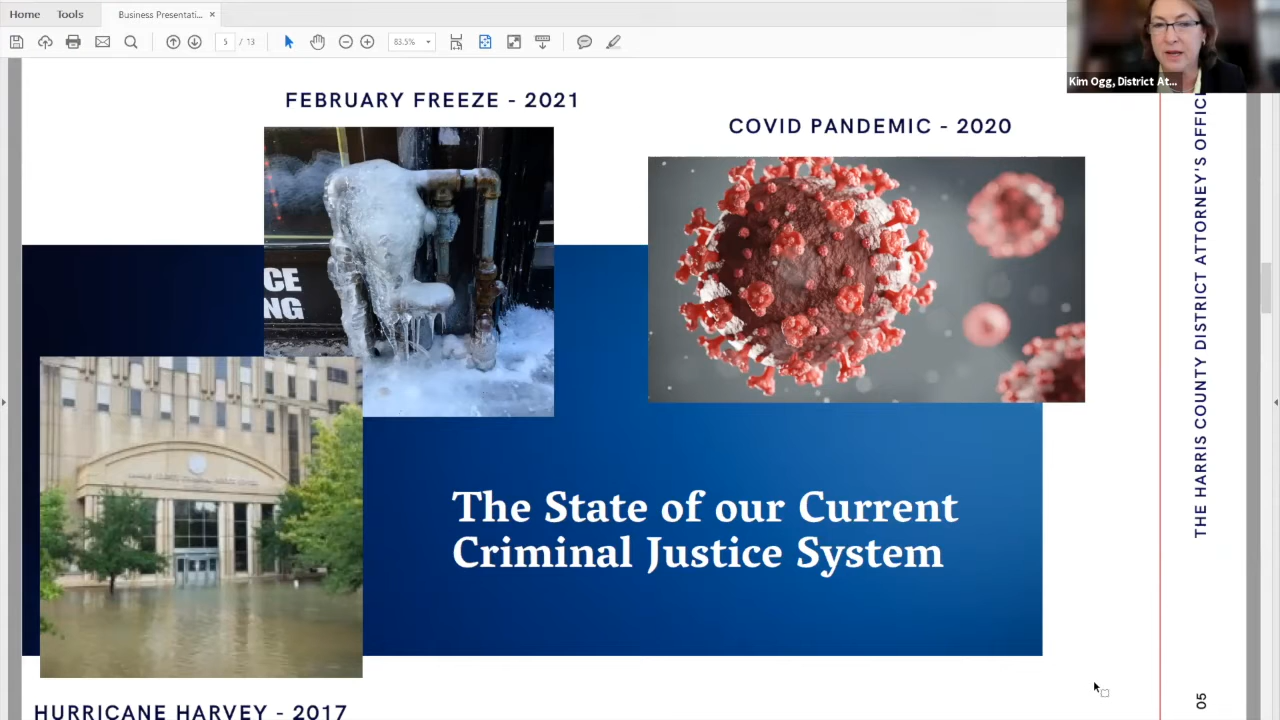 Home
Tools
Business Presentati...
5 / 13
83.5%
Kim Ogg, District At...
FEBRUARY FREEZE - 2021
COVID PANDEMIC - 2020
CE
NG
The State of our Current
Criminal Justice System
HURRICANE HARVEY - 2017
THE HARRIS COUNTY DISTRICT ATTORNEY'S OFFIC
05